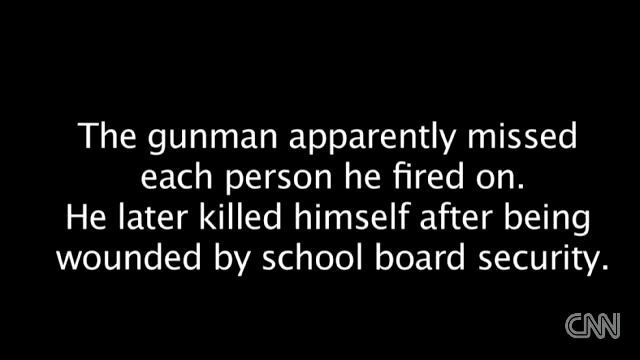 The gunman apparently missed
each person he fired on.
He later killed himself after being
wounded by school board security.
CNN